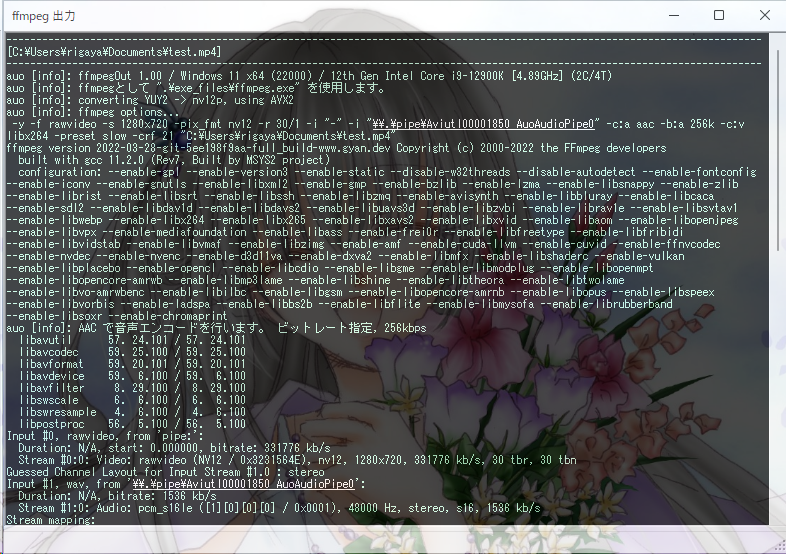 ffmpeg 出力
--------------------------------------------------------------------------------------------------------------------------
[C:¥Users¥rigaya¥Documents¥test.mp4]
--------------------------------------------------------------------------------------------------------------------------
auo [info]: ffmpegOut 1.00 / Windows 11 x64 (22000) / 12th Gen Intel Core i9-12900K [4.89GHz] (2C/4T)
auo [info]: ffmpegとして ".¥exe_files¥ffmpeg.exe" を使用します。
auo [info]: converting YUY2 -> nv12p, using AVX2
auo [info]: ffmpeg options...
-y -f rawvideo -s 1280x720 -pix_fmt nv12 -r 30/1 -i "-" -i "¥¥.¥pipe¥Aviutl00001850_AuoAudioPipe0" -c:a aac -b:a 256k -c:v
libx264 -preset slow -crf 21 "C:¥Users¥rigaya¥Documents¥test.mp4"
ffmpeg version 2022-03-28-git-5ee198f9aa-full_build-www.gyan.dev Copyright (c) 2000-2022 the FFmpeg developers
built with gcc 11.2.0 (Rev7, Built by MSYS2 project)
configuration: --enable-gpl --enable-version3 --enable-static --disable-w32threads --disable-autodetect --enable-fontconfig
--enable-iconv --enable-gnutls --enable-libxml2 --enable-gmp --enable-bzlib --enable-lzma --enable-libsnappy --enable-zlib
--enable-librist --enable-libsrt --enable-libssh --enable-libzmq --enable-avisynth --enable-libbluray --enable-libcaca
--enable-sdl2 --enable-libdav1d --enable-libdavs2 --enable-libuavs3d --enable-libzvbi --enable-librav1e --enable-libsvtav1
--enable-libwebp --enable-libx264 --enable-libx265 --enable-libxavs2 --enable-libxvid --enable-libaom --enable-libopenjpeg
--enable-libvpx --enable-mediafoundation --enable-libass --enable-frei0r --enable-libfreetype --enable-libfribidi
--enable-libvidstab --enable-libvmaf --enable-libzimg --enable-amf --enable-cuda-llvm --enable-cuvid --enable-ffnvcodec
--enable-nvdec --enable-nvenc --enable-d3d11va --enable-dxva2 --enable-libmfx --enable-libshaderc --enable-vulkan
--enable-libplacebo --enable-opencl --enable-libcdio --enable-libgme --enable-libmodplug --enable-libopenmpt
--enable-libopencore-amrwb --enable-libmp3lame --enable-libshine --enable-libtheora --enable-libtwolame
--enable-libvo-amrwbenc --enable-libilbc --enable-libgsm --enable-libopencore-amrnb --enable-libopus --enable-libspeex
--enable-libvorbis --enable-ladspa --enable-libbs2b --enable-libflite --enable-libmysofa --enable-librubberband
--enable-libsoxr --enable-chromaprint
auo [info]: AAC で音声エンコードを行います。 ビットレート指定, 256kbps
libavutil 57. 24.101 / 57. 24.101
libavcodec 59. 25.100 / 59. 25.100
libavformat 59. 20.101 / 59. 20.101
libavdevice 59. 6.100 / 59. 6.100
libavfilter 8. 29.100 / 8. 29.100
libswscale 6. 6.100 / 6. 6.100
libswresample 4. 6.100 / 4. 6.100
libpostproc 56. 5.100 / 56. 5.100
Input #0, rawvideo, from 'pipe:':
Duration: N/A, start: 0.000000, bitrate: 331776 kb/s
Stream #0:0: Video: rawvideo (NV12 / 0x3231564E), nv12, 1280x720, 331776 kb/s, 30 tbr, 30 tbn
Guessed Channel Layout for Input Stream #1.0 : stereo
Input #1, wav, from '¥¥.¥pipe¥Aviutl00001850_AuoAudioPipe0':
Duration: N/A, bitrate: 1536 kb/s
Stream #1:0: Audio: pcm_s16le ([1][0][0][0] / 0x0001), 48000 Hz, stereo, s16, 1536 kb/s
Stream mapping: